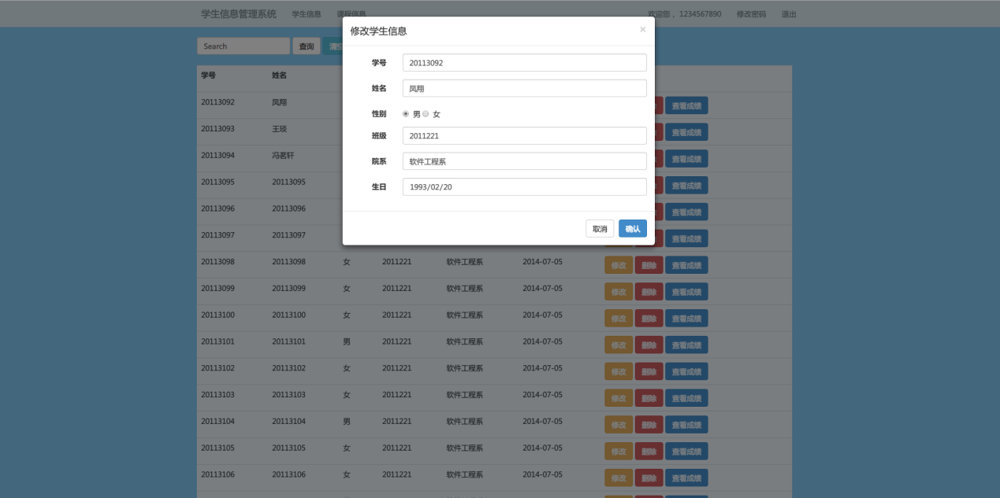 学生信息管理系统 学生信息 课程信息 欢迎您， 1234567890 修改密码 退出
修改学生信息 ×
Search 查询 清空
学号 20113092
姓名 凤翔
性别 男 女
班级 2011221
院系 软件工程系
生日 1993/02/20
取消 确认
学号 姓名
20113092 凤翔 查看成绩
20113093 王琰 查看成绩
20113094 冯茗轩 查看成绩
20113095 20113095 查看成绩
20113096 20113096 查看成绩
20113097 20113097 查看成绩
20113098 20113098 女 2011221 软件工程系 2014-07-05 修改 删除 查看成绩
20113099 20113099 女 2011221 软件工程系 2014-07-05 修改 删除 查看成绩
20113100 20113100 女 2011221 软件工程系 2014-07-05 修改 删除 查看成绩
20113101 20113101 男 2011221 软件工程系 2014-07-05 修改 删除 查看成绩
20113102 20113102 女 2011221 软件工程系 2014-07-05 修改 删除 查看成绩
20113103 20113103 女 2011221 软件工程系 2014-07-05 修改 删除 查看成绩
20113104 20113104 男 2011221 软件工程系 2014-07-05 修改 删除 查看成绩
20113105 20113105 女 2011221 软件工程系 2014-07-05 修改 删除 查看成绩
20113106 20113106 女 2011221 软件工程系 2014-07-05 修改 删除 查看成绩